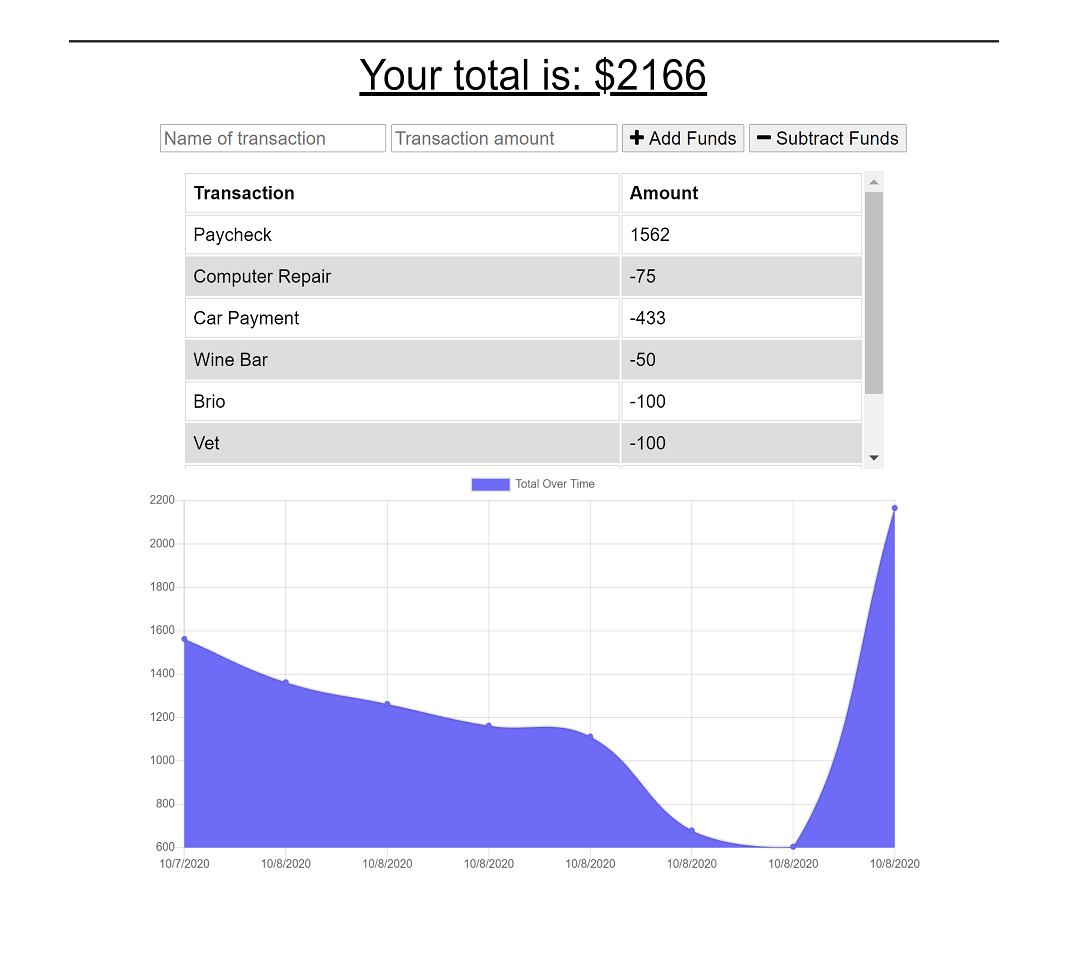 Your total is: $2166
Name of transaction Transaction amount + Add Funds − Subtract Funds
Transaction Amount
Paycheck 1562
Computer Repair -75
Car Payment -433
Wine Bar -50
Brio -100
Vet -100
Total Over Time
2200
2000
1800
1600
1400
1200
1000
800
600
10/7/2020 10/8/2020 10/8/2020 10/8/2020 10/8/2020 10/8/2020 10/8/2020 10/8/2020